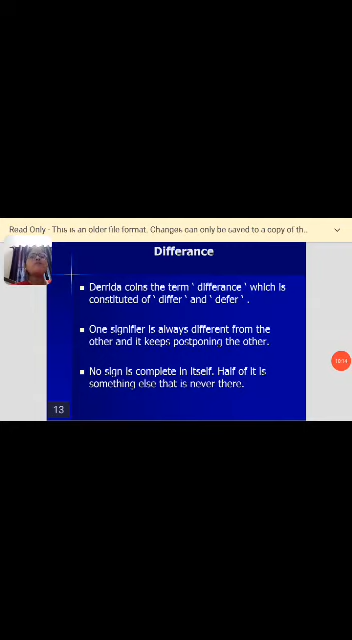 Read Only - This is an older file format. Changes can only be saved to a copy of th...
Differance
Derrida coins the term ‘ differance ‘ which is
constituted of ‘ differ ‘ and ‘ defer ‘ .
One signifier is always different from the
other and it keeps postponing the other.
No sign is complete in itself. Half of it is
something else that is never there.
13